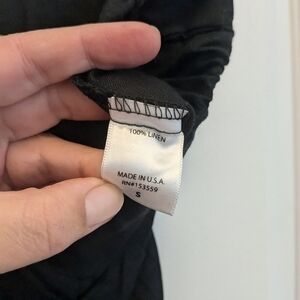 100% LINEN
MADE IN U.S.A.
RN#153559
S